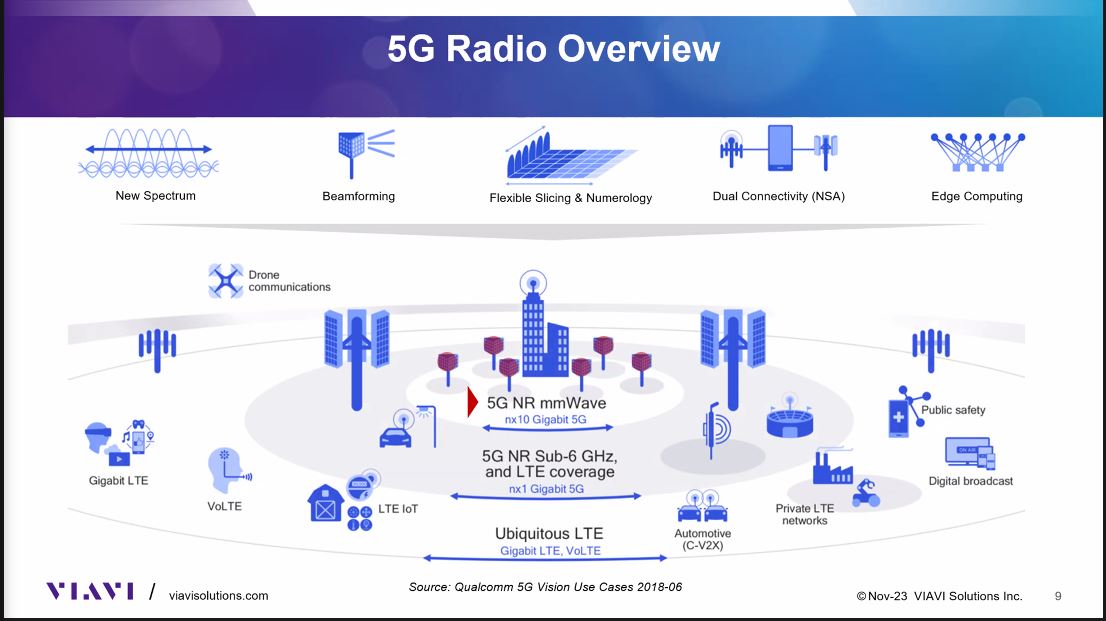 5G Radio Overview
New Spectrum
Beamforming
Flexible Slicing & Numerology
Dual Connectivity (NSA)
Edge Computing
Drone
communications
5G NR mmWave
nx10 Gigabit 5G
5G NR Sub-6 GHz,
and LTE coverage
nx1 Gigabit 5G
Ubiquitous LTE
Gigabit LTE, VoLTE
Gigabit LTE
VoLTE
LTE IoT
Automotive
(C-V2X)
Private LTE
networks
Public safety
ON AIR
Digital broadcast
Source: Qualcomm 5G Vision Use Cases 2018-06
VIAVI / viavisolutions.com
© Nov-23 VIAVI Solutions Inc.
9